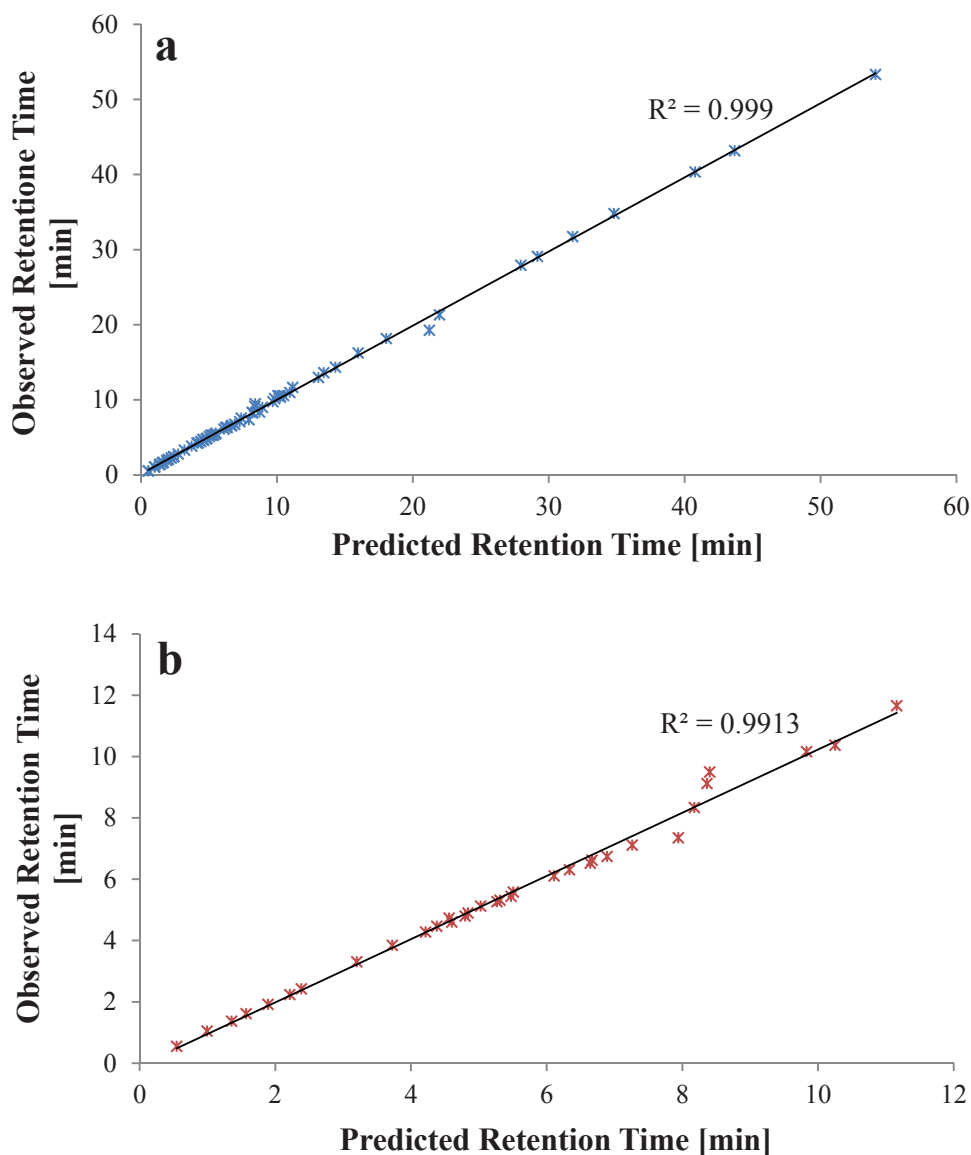 a
R² = 0.999
Observed Retentione Time
[min]
60
50
40
30
20
10
0
0 10 20 30 40 50 60
Predicted Retention Time [min]
b
R² = 0.9913
Observed Retention Time
[min]
14
12
10
8
6
4
2
0
0 2 4 6 8 10 12
Predicted Retention Time [min]